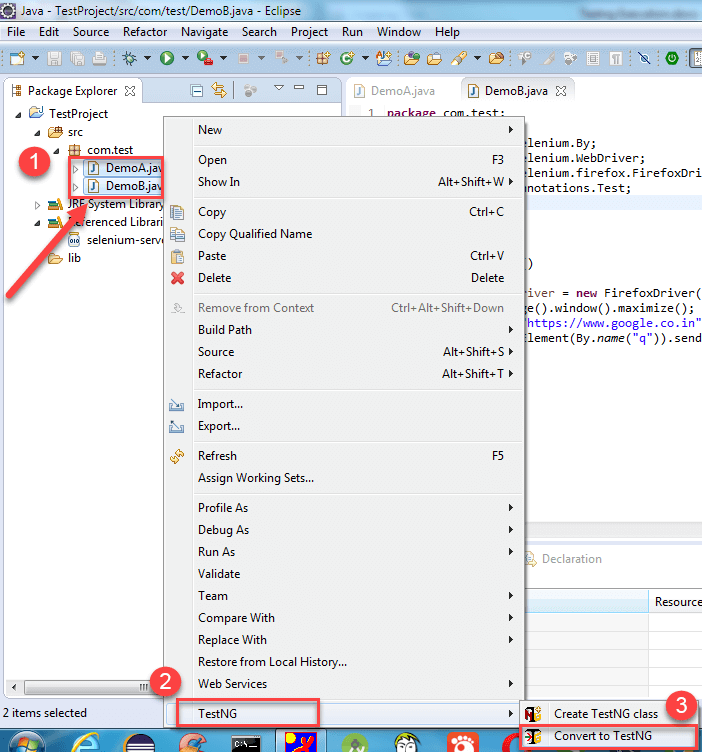 Java - TestProject/src/com/test/DemoB.java - Eclipse
File Edit Source Refactor Navigate Search Project Run Window Help
Package Explorer
DemoA.java DemoB.java
TestProject
src
com.test
1
DemoA.jav
DemoB.jav
JRE System Library
Referenced Librari
selenium-serve
lib
1 package com.test;
elenium.By;
elenium.WebDriver;
elenium.firefox.FirefoxDri
notations.Test;
)
river = new FirefoxDriver(
ge().window().maximize();
https://www.google.co.in"
Element(By.name("q")).send
New
Open F3
Show In Alt+Shift+W
Copy Ctrl+C
Copy Qualified Name
Paste Ctrl+V
Delete Delete
Remove from Context Ctrl+Alt+Shift+Down
Build Path
Source Alt+Shift+S
Refactor Alt+Shift+T
Import...
Export...
Refresh F5
Assign Working Sets...
Profile As
Debug As
Run As
Validate
Team
Compare With
Replace With
Restore from Local History...
Web Services
2
TestNG
Declaration
Resource
2 items selected
3
Create TestNG class
Convert to TestNG